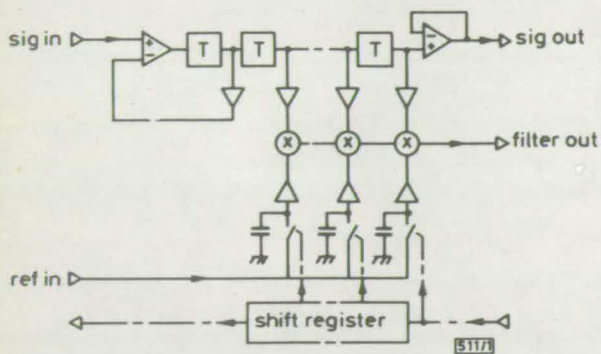 sig in
+
−
T
T
T
−
+
sig out
x
x
x
filter out
ref in
shift register
511/1